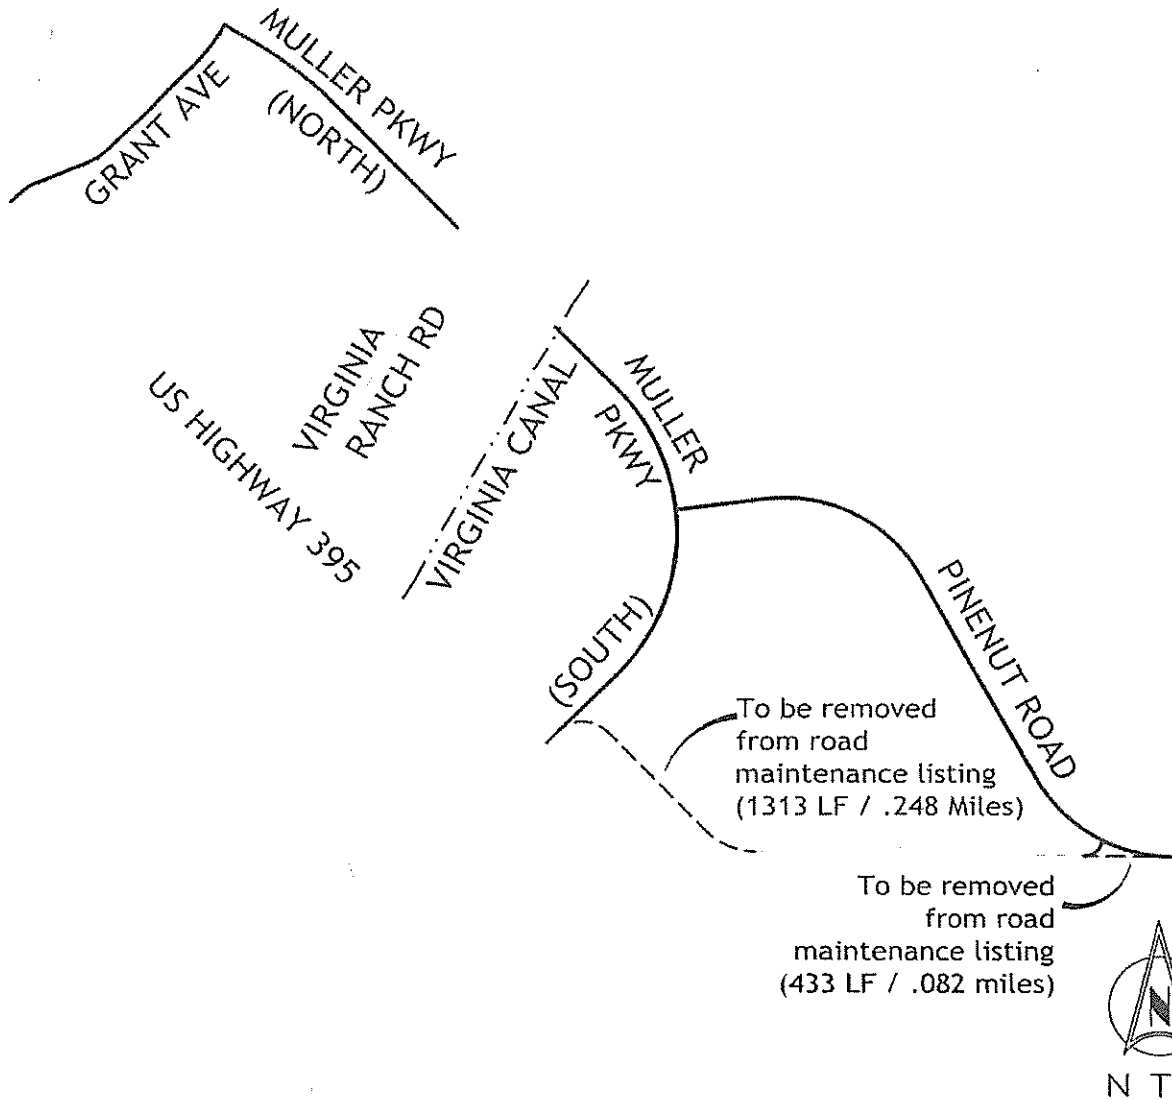 MULLER PKWY
(NORTH)
GRANT AVE
VIRGINIA
RANCH RD
US HIGHWAY 395
VIRGINIA CANAL
MULLER
PKWY
(SOUTH)
PINENUT ROAD
To be removed
from road
maintenance listing
(1313 LF / .248 Miles)
To be removed
from road
maintenance listing
(433 LF / .082 miles)
N
N T